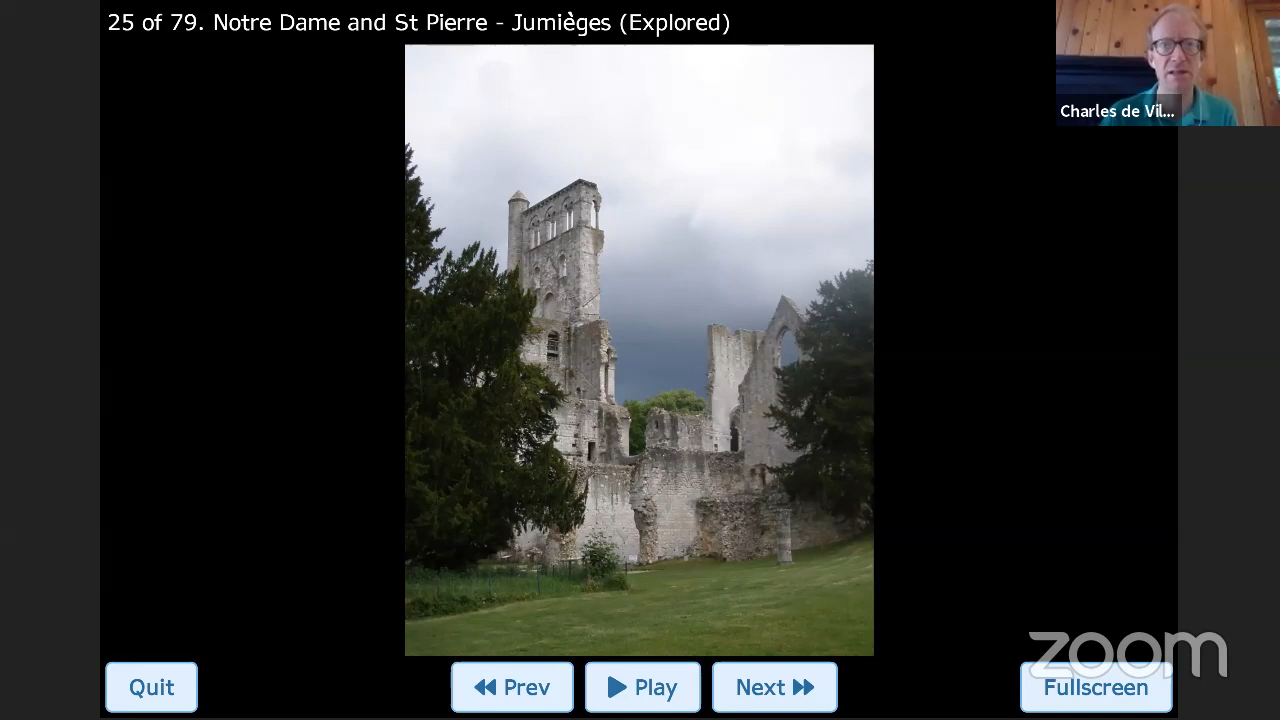 25 of 79. Notre Dame and St Pierre - Jumièges (Explored)
Charles de Vil...
zoom
Quit
Prev
Play
Next
Fullscreen